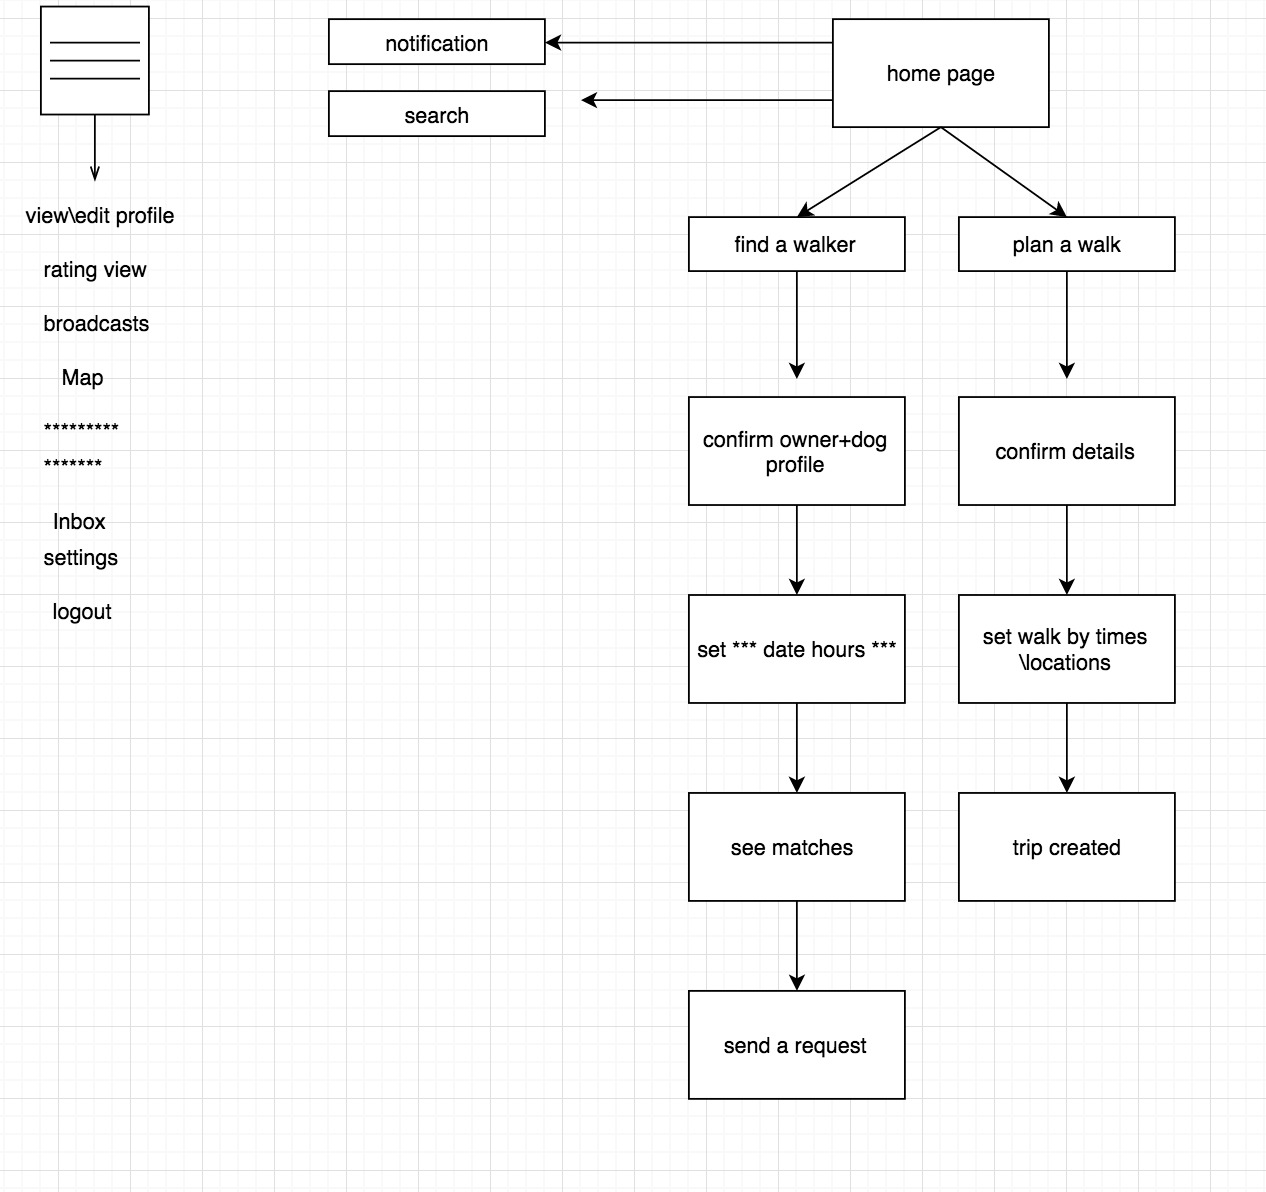 notification
search
home page
view\edit profile
rating view
broadcasts
Map
*********
*******
Inbox
settings
logout
find a walker
plan a walk
confirm owner+dog
profile
confirm details
set *** date hours ***
set walk by times
\locations
see matches
trip created
send a request